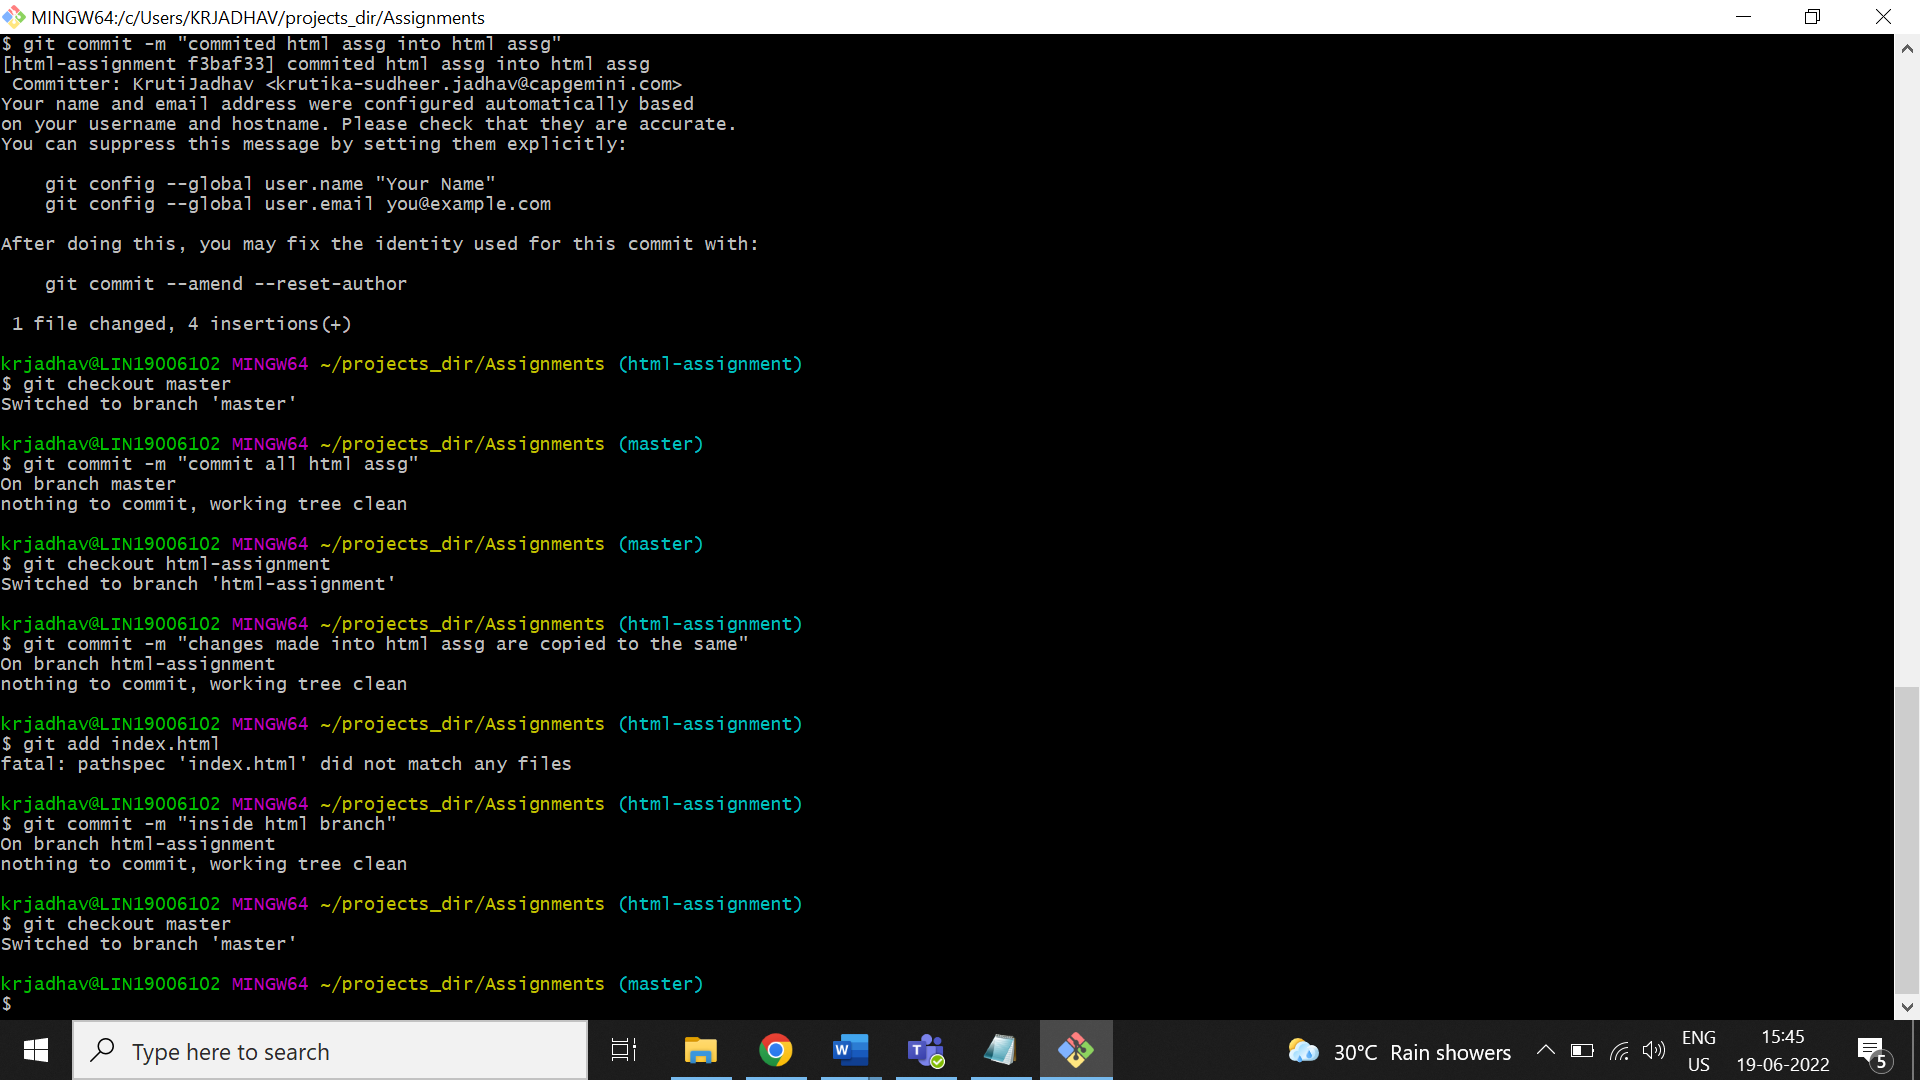 MINGW64:/c/Users/KRJADHAV/projects_dir/Assignments
$ git commit -m "commited html assg into html assg"
[html-assignment f3baf33] commited html assg into html assg
 Committer: KrutiJadhav <krutika-sudheer.jadhav@capgemini.com>
Your name and email address were configured automatically based
on your username and hostname. Please check that they are accurate.
You can suppress this message by setting them explicitly:
    git config --global user.name "Your Name"
    git config --global user.email you@example.com
After doing this, you may fix the identity used for this commit with:
    git commit --amend --reset-author
 1 file changed, 4 insertions(+)
krjadhav@LIN19006102 MINGW64 ~/projects_dir/Assignments (html-assignment)
$ git checkout master
Switched to branch 'master'
krjadhav@LIN19006102 MINGW64 ~/projects_dir/Assignments (master)
$ git commit -m "commit all html assg"
On branch master
nothing to commit, working tree clean
krjadhav@LIN19006102 MINGW64 ~/projects_dir/Assignments (master)
$ git checkout html-assignment
Switched to branch 'html-assignment'
krjadhav@LIN19006102 MINGW64 ~/projects_dir/Assignments (html-assignment)
$ git commit -m "changes made into html assg are copied to the same"
On branch html-assignment
nothing to commit, working tree clean
krjadhav@LIN19006102 MINGW64 ~/projects_dir/Assignments (html-assignment)
$ git add index.html
fatal: pathspec 'index.html' did not match any files
krjadhav@LIN19006102 MINGW64 ~/projects_dir/Assignments (html-assignment)
$ git commit -m "inside html branch"
On branch html-assignment
nothing to commit, working tree clean
krjadhav@LIN19006102 MINGW64 ~/projects_dir/Assignments (html-assignment)
$ git checkout master
Switched to branch 'master'
krjadhav@LIN19006102 MINGW64 ~/projects_dir/Assignments (master)
$
Type here to search
W
T
30°C Rain showers
ENG
US
15:45
19-06-2022
5